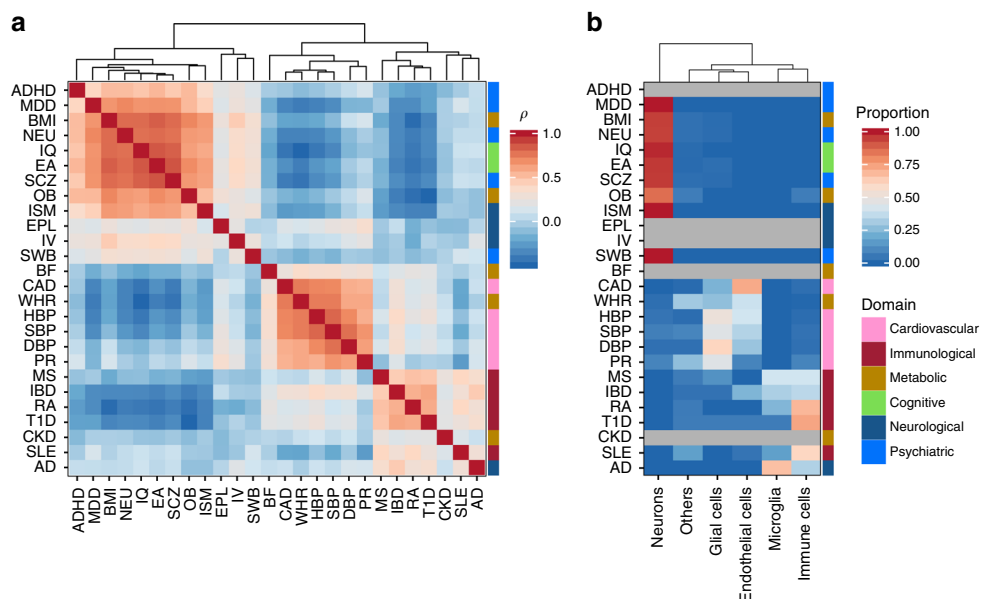 a
ADHD
MDD
BMI
NEU
IQ
EA
SCZ
OB
ISM
EPL
IV
SWB
BF
CAD
WHR
HBP
SBP
DBP
PR
MS
IBD
RA
T1D
CKD
SLE
AD
ADHD MDD BMI NEU IQ EA SCZ OB ISM EPL IV SWB BF CAD WHR HBP SBP DBP PR MS IBD RA T1D CKD SLE AD
ρ
1.0
0.5
0.0
b
ADHD
MDD
BMI
NEU
IQ
EA
SCZ
OB
ISM
EPL
IV
SWB
BF
CAD
WHR
HBP
SBP
DBP
PR
MS
IBD
RA
T1D
CKD
SLE
AD
Neurons
Others
Glial cells
Endothelial cells
Microglia
Immune cells
Proportion
1.00
0.75
0.50
0.25
0.00
Domain
Cardiovascular
Immunological
Metabolic
Cognitive
Neurological
Psychiatric